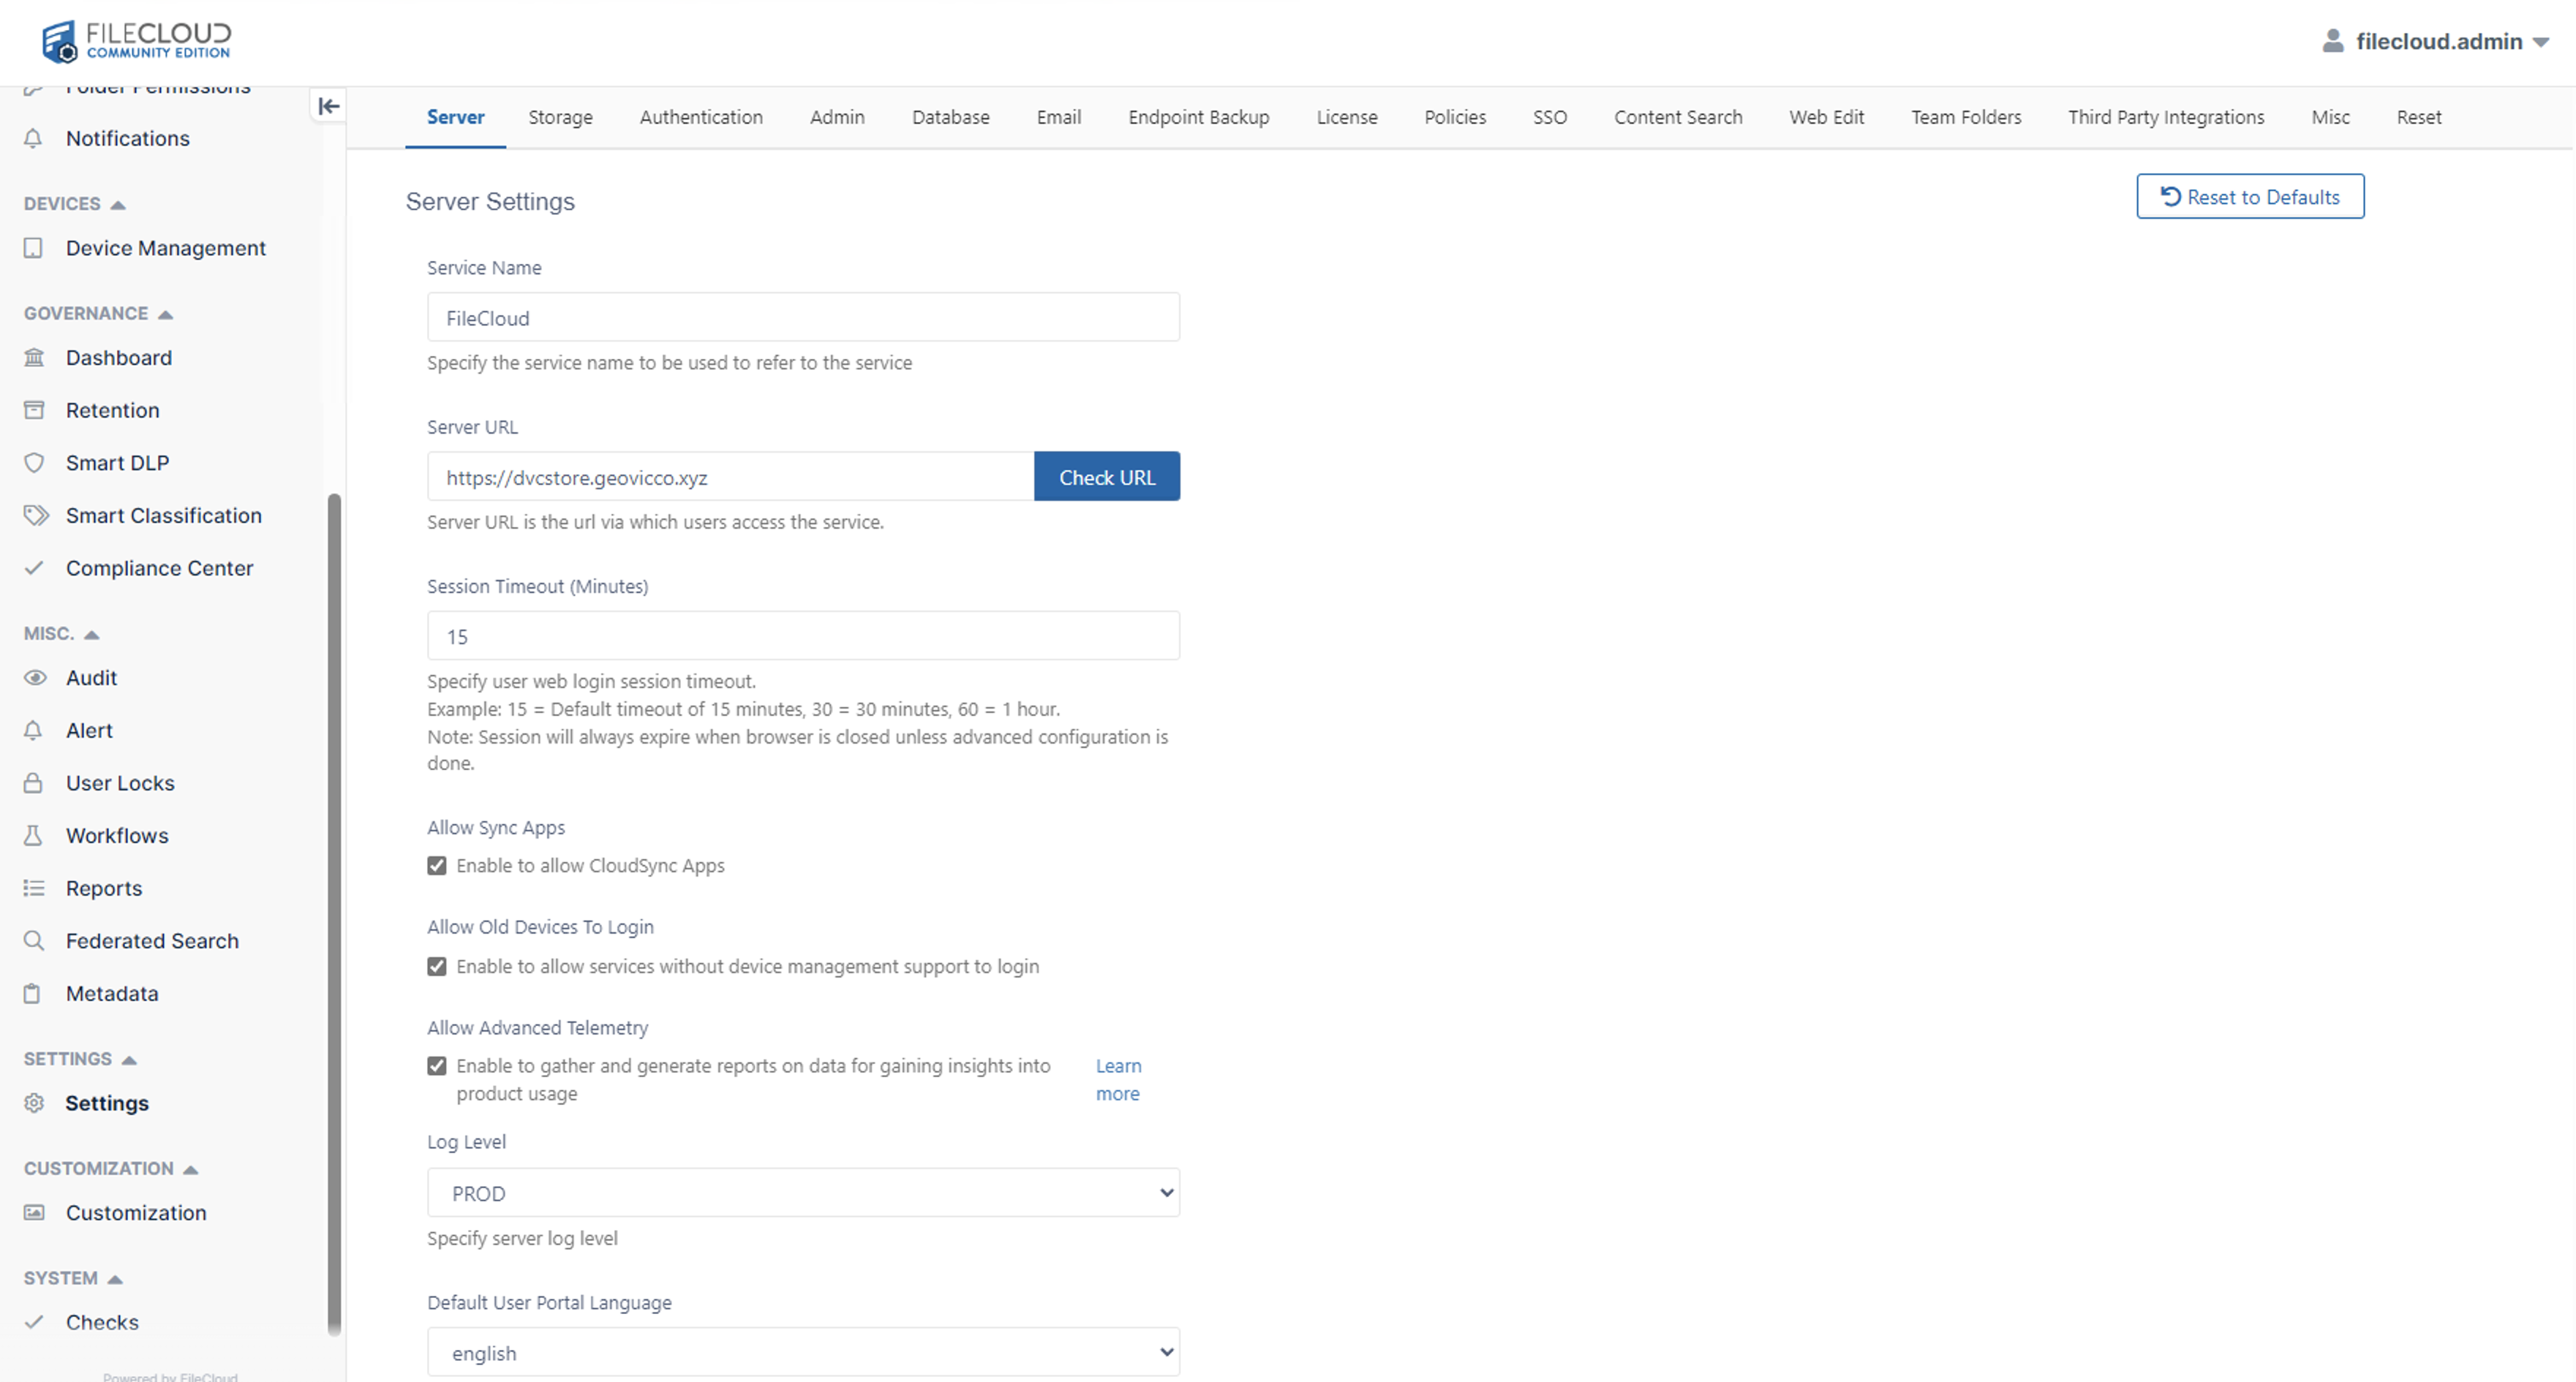 FILECLOUD
COMMUNITY EDITION
filecloud.admin
Folder Permissions
Notifications
DEVICES
Device Management
GOVERNANCE
Dashboard
Retention
Smart DLP
Smart Classification
Compliance Center
MISC.
Audit
Alert
User Locks
Workflows
Reports
Federated Search
Metadata
SETTINGS
Settings
CUSTOMIZATION
Customization
SYSTEM
Checks
Powered by FileCloud
Server Storage Authentication Admin Database Email Endpoint Backup License Policies SSO Content Search Web Edit Team Folders Third Party Integrations Misc Reset
Server Settings
Reset to Defaults
Service Name
FileCloud
Specify the service name to be used to refer to the service
Server URL
https://dvcstore.geovicco.xyz
Check URL
Server URL is the url via which users access the service.
Session Timeout (Minutes)
15
Specify user web login session timeout.
Example: 15 = Default timeout of 15 minutes, 30 = 30 minutes, 60 = 1 hour.
Note: Session will always expire when browser is closed unless advanced configuration is
done.
Allow Sync Apps
Enable to allow CloudSync Apps
Allow Old Devices To Login
Enable to allow services without device management support to login
Allow Advanced Telemetry
Enable to gather and generate reports on data for gaining insights into
product usage
Learn
more
Log Level
PROD
Specify server log level
Default User Portal Language
english